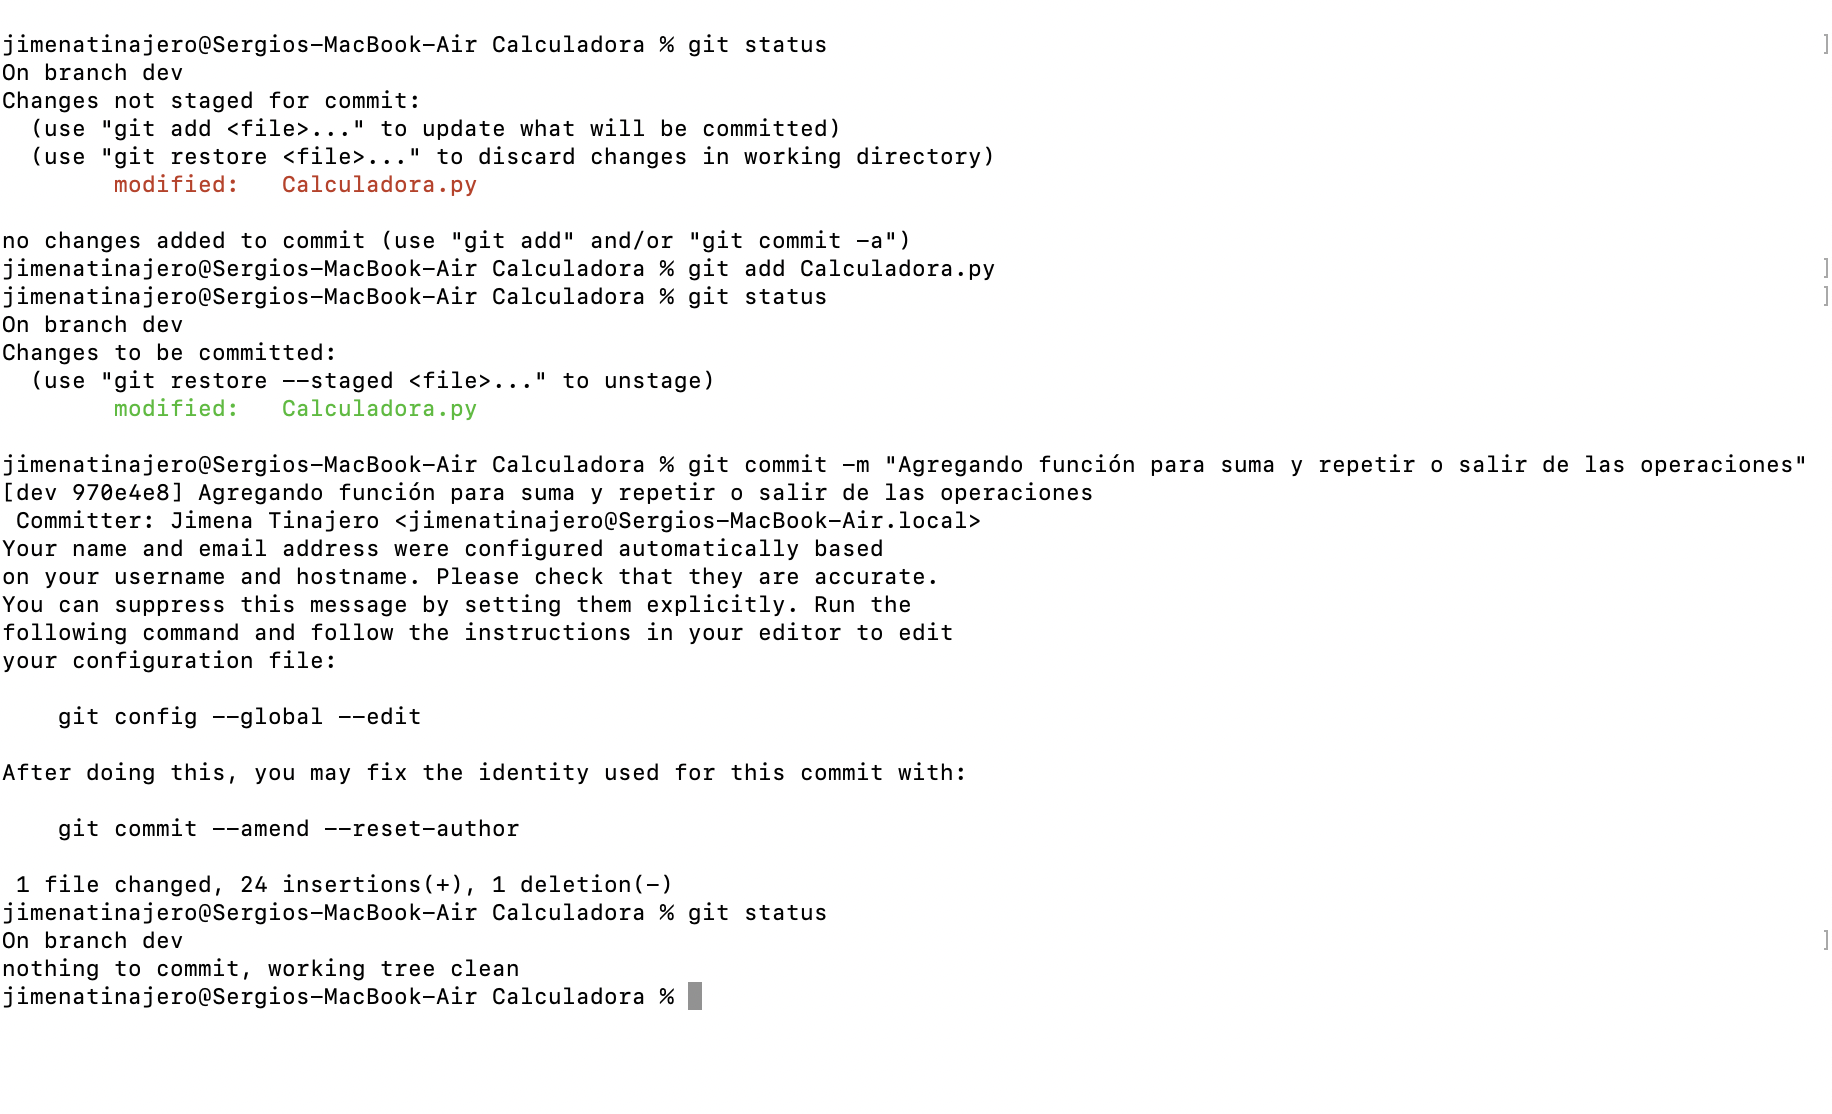 jimenatinajero@Sergios-MacBook-Air Calculadora % git status
On branch dev
Changes not staged for commit:
  (use "git add <file>..." to update what will be committed)
  (use "git restore <file>..." to discard changes in working directory)
        modified:   Calculadora.py

no changes added to commit (use "git add" and/or "git commit -a")
jimenatinajero@Sergios-MacBook-Air Calculadora % git add Calculadora.py
jimenatinajero@Sergios-MacBook-Air Calculadora % git status
On branch dev
Changes to be committed:
  (use "git restore --staged <file>..." to unstage)
        modified:   Calculadora.py

jimenatinajero@Sergios-MacBook-Air Calculadora % git commit -m "Agregando función para suma y repetir o salir de las operaciones"
[dev 970e4e8] Agregando función para suma y repetir o salir de las operaciones
 Committer: Jimena Tinajero <jimenatinajero@Sergios-MacBook-Air.local>
Your name and email address were configured automatically based
on your username and hostname. Please check that they are accurate.
You can suppress this message by setting them explicitly. Run the
following command and follow the instructions in your editor to edit
your configuration file:

    git config --global --edit

After doing this, you may fix the identity used for this commit with:

    git commit --amend --reset-author

 1 file changed, 24 insertions(+), 1 deletion(-)
jimenatinajero@Sergios-MacBook-Air Calculadora % git status
On branch dev
nothing to commit, working tree clean
jimenatinajero@Sergios-MacBook-Air Calculadora %